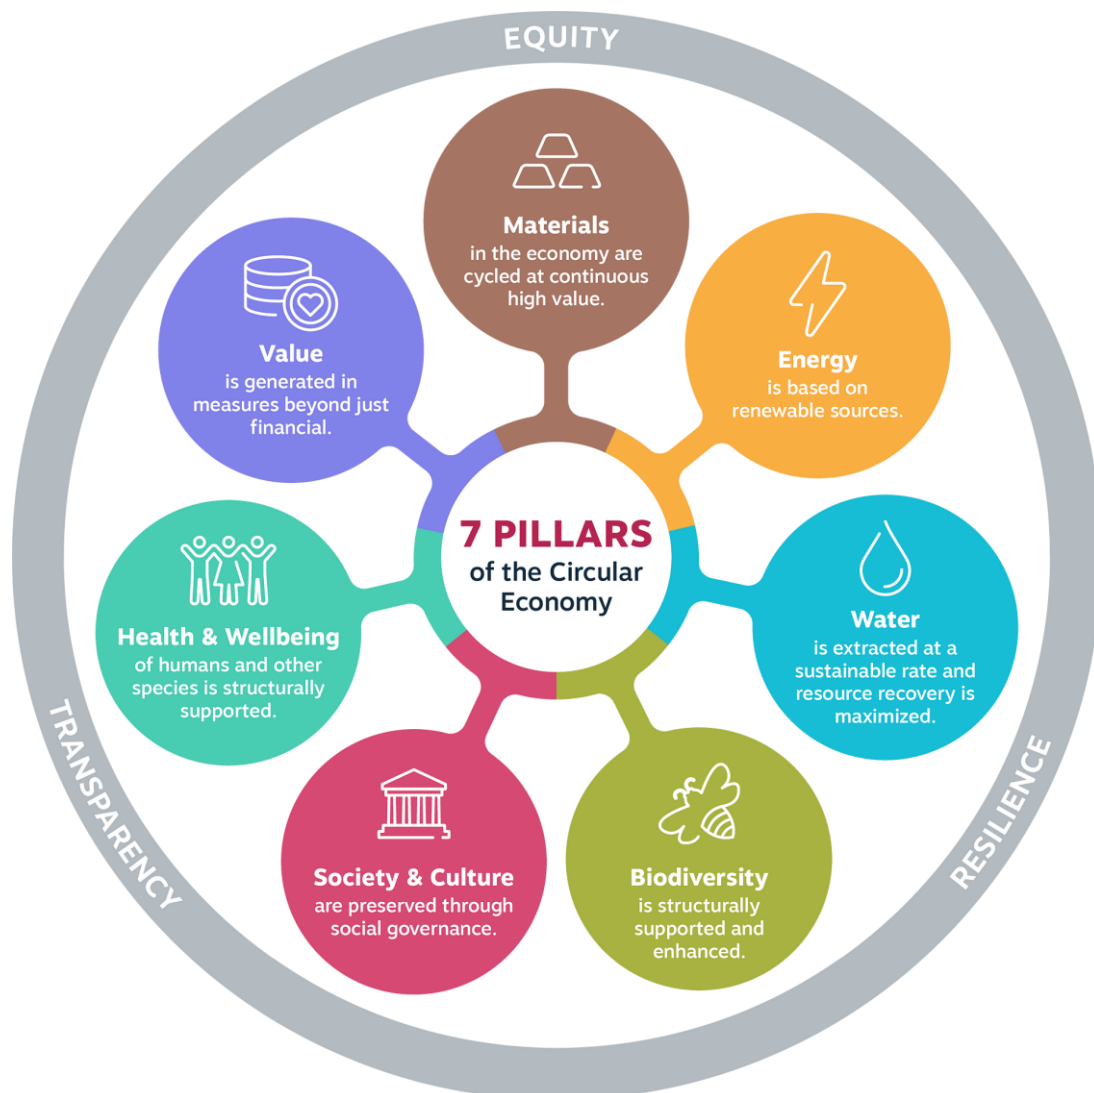 EQUITY
Materials
in the economy are
cycled at continuous
high value.
Energy
is based on
renewable sources.
Water
is extracted at a
sustainable rate and
resource recovery is
maximized.
Biodiversity
is structurally
supported and
enhanced.
Society & Culture
are preserved through
social governance.
Health & Wellbeing
of humans and other
species is structurally
supported.
Value
is generated in
measures beyond just
financial.
7 PILLARS
of the Circular
Economy
RESILIENCE
TRANSPARENCY